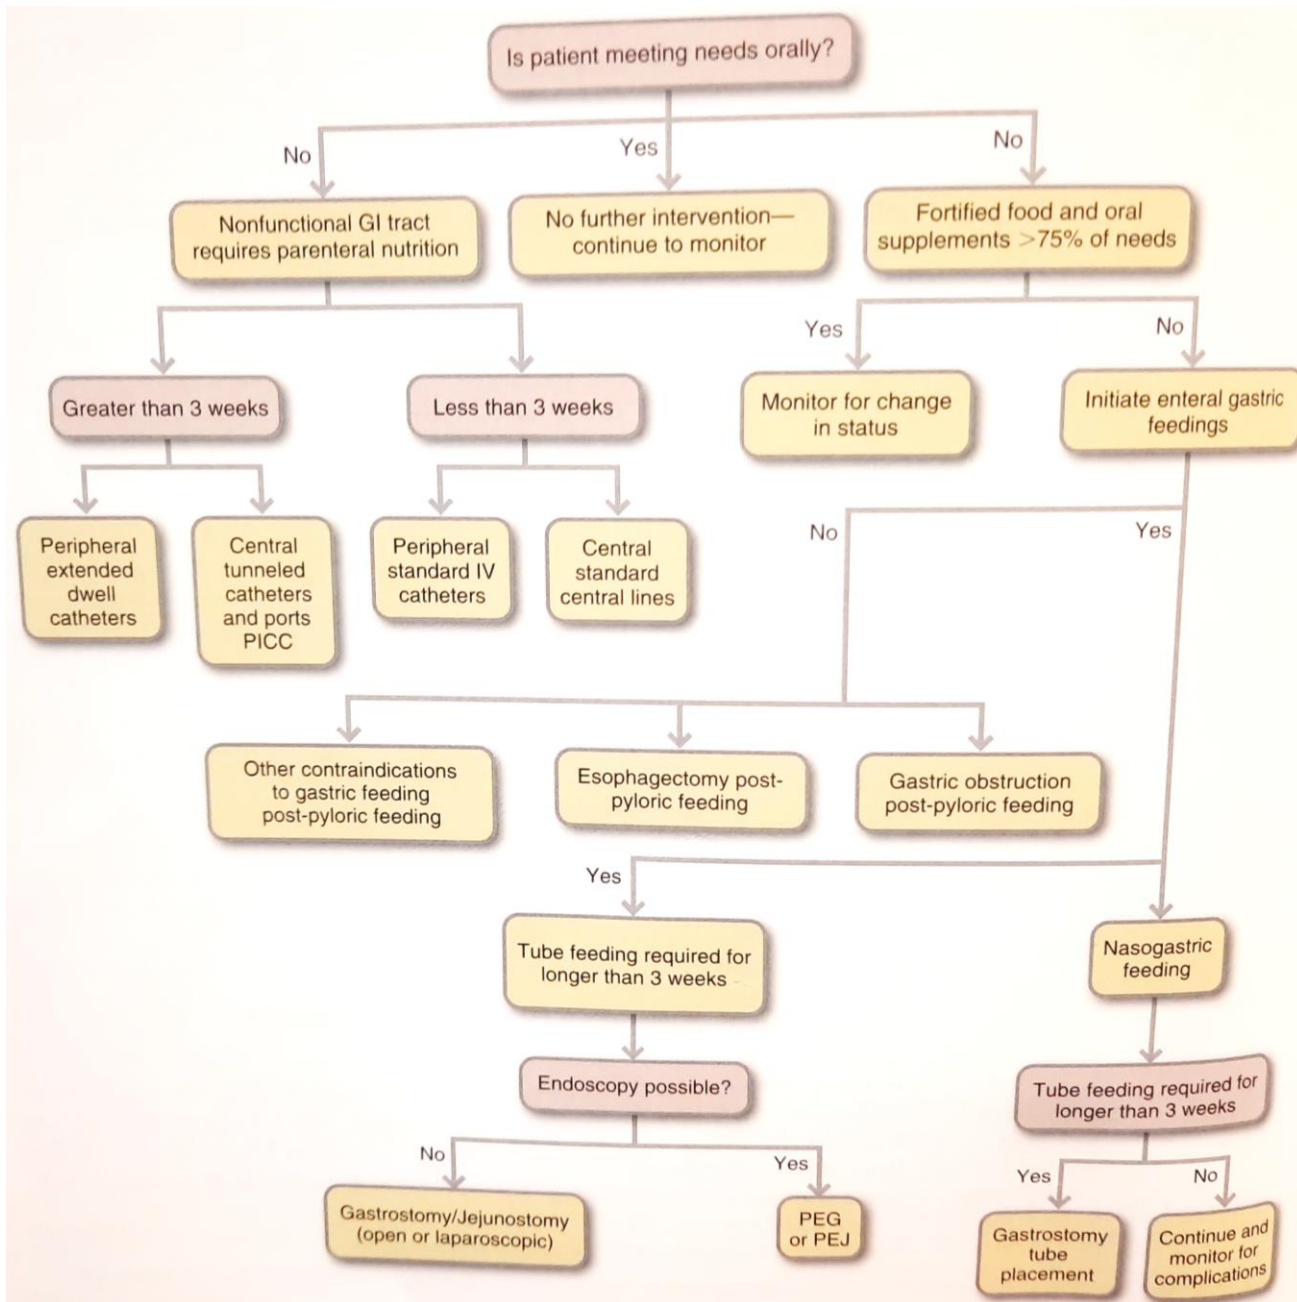 Is patient meeting needs orally?
No
Yes
No
Nonfunctional GI tract
requires parenteral nutrition
No further intervention—
continue to monitor
Fortified food and oral
supplements >75% of needs
Yes
No
Greater than 3 weeks
Less than 3 weeks
Monitor for change
in status
Initiate enteral gastric
feedings
Peripheral
extended
dwell
catheters
Central
tunneled
catheters
and ports
PICC
Peripheral
standard IV
catheters
Central
standard
central lines
No
Yes
Other contraindications
to gastric feeding
post-pyloric feeding
Esophagectomy post-
pyloric feeding
Gastric obstruction
post-pyloric feeding
Yes
Tube feeding required for
longer than 3 weeks
Nasogastric
feeding
Endoscopy possible?
Tube feeding required for
longer than 3 weeks
No
Yes
Yes
No
Gastrostomy/Jejunostomy
(open or laparoscopic)
PEG
or PEJ
Gastrostomy
tube
placement
Continue and
monitor for
complications